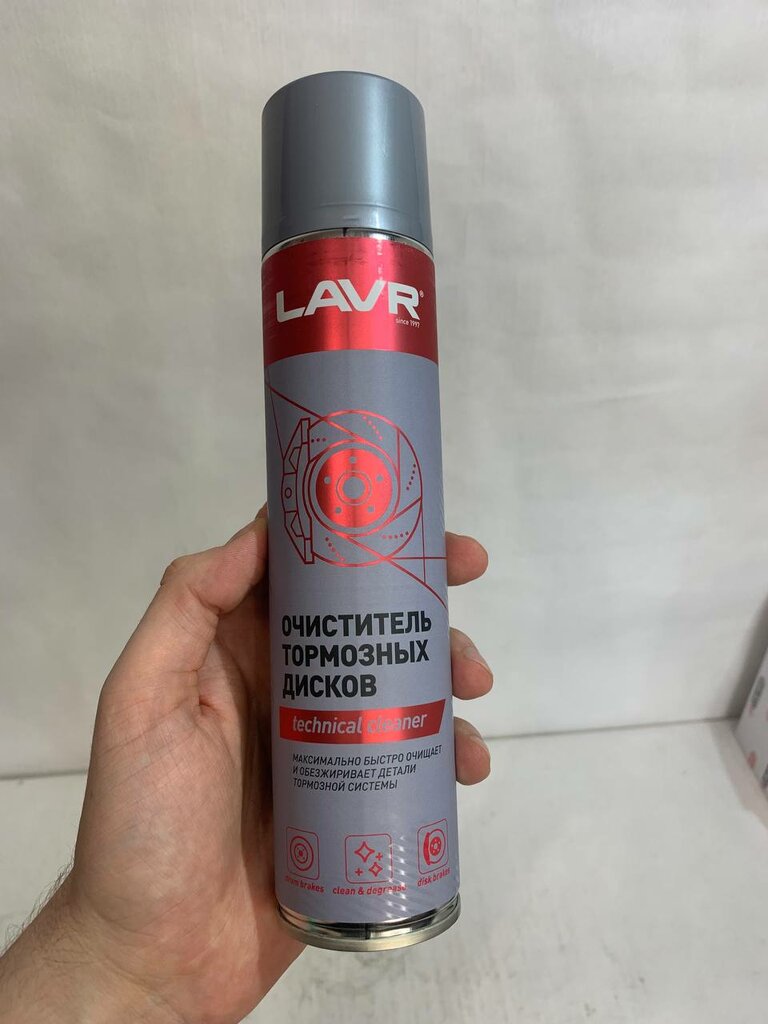 LAVR®
since 1997
ОЧИСТИТЕЛЬ
ТОРМОЗНЫХ
ДИСКОВ
technical cleaner
МАКСИМАЛЬНО БЫСТРО ОЧИЩАЕТ
И ОБЕЗЖИРИВАЕТ ДЕТАЛИ
ТОРМОЗНОЙ СИСТЕМЫ
drum brakes
clean & degrease
disk brakes